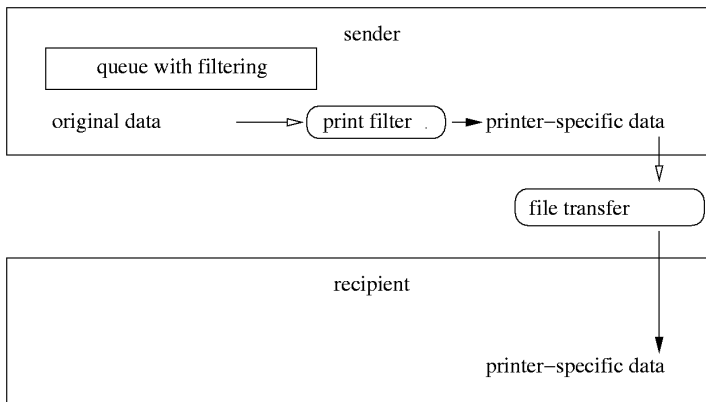 sender
queue with filtering
original data
print filter
printer−specific data
file transfer
recipient
printer−specific data